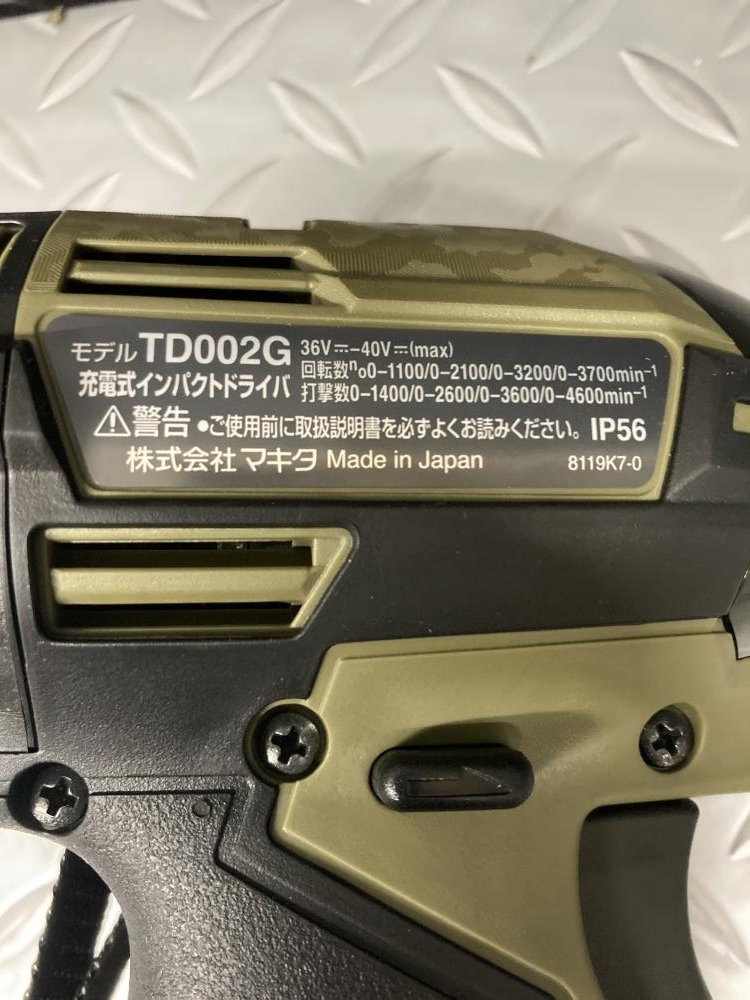 モデル TD002G 36V⎓–40V⎓(max)
充電式インパクトドライバ 回転数n₀0–1100/0–2100/0–3200/0–3700min⁻¹
打撃数0–1400/0–2600/0–3600/0–4600min⁻¹
⚠警告 ●ご使用前に取扱説明書を必ずよくお読みください。 IP56
株式会社 マキタ Made in Japan 8119K7-0